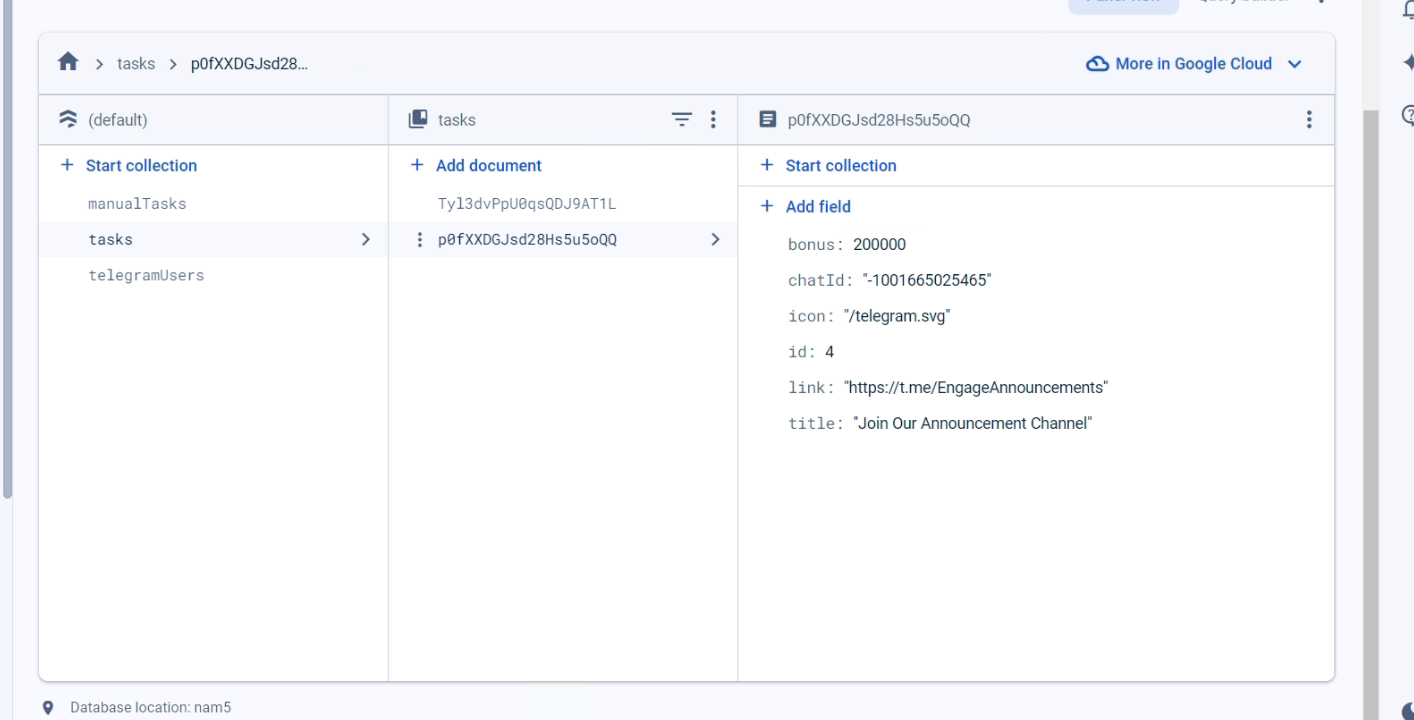 tasks
p0fXXDGJsd28…
More in Google Cloud
(default)
tasks
p0fXXDGJsd28Hs5u5oQQ
Start collection
Add document
Start collection
manualTasks
Tyl3dvPpU0qsQDJ9AT1L
Add field
tasks
p0fXXDGJsd28Hs5u5oQQ
bonus: 200000
telegramUsers
chatId: "-1001665025465"
icon: "/telegram.svg"
id: 4
link: "https://t.me/EngageAnnouncements"
title: "Join Our Announcement Channel"
Database location: nam5